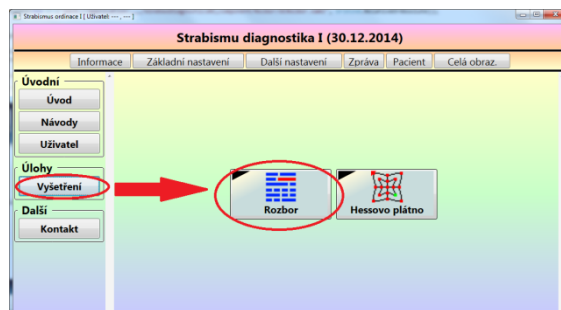 Strabismus ordinace I [ Uživatel: ---, --- ]
Strabismu diagnostika I (30.12.2014)
Informace Základní nastavení Další nastavení Zpráva Pacient Celá obraz.
Úvodní
Úvod
Návody
Uživatel
Úlohy
Vyšetření
Rozbor Hessovo plátno
Další
Kontakt